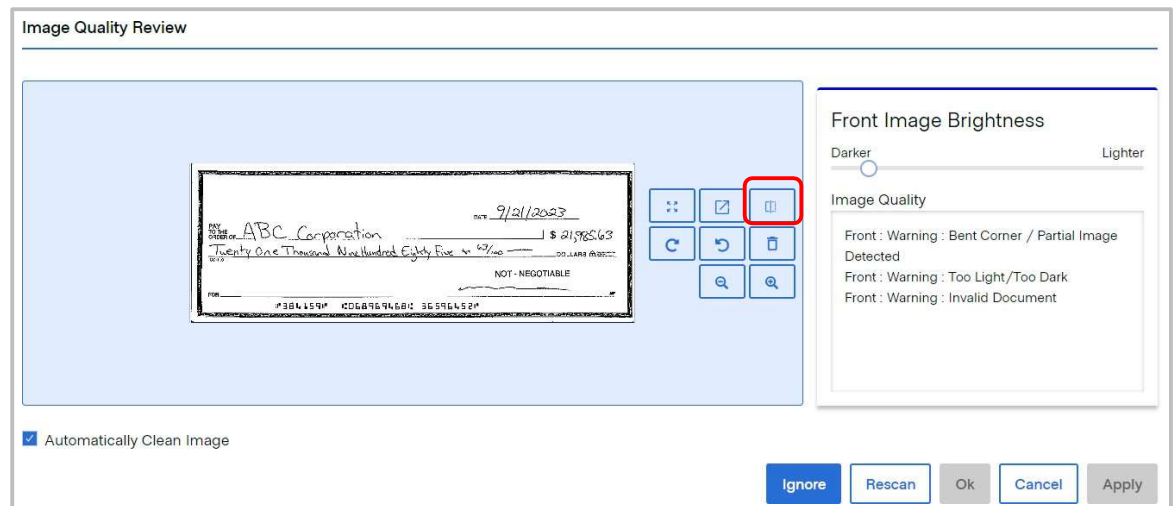 Image Quality Review
Front Image Brightness
Darker Lighter
Image Quality
Front : Warning : Bent Corner / Partial Image
Detected
Front : Warning : Too Light/Too Dark
Front : Warning : Invalid Document
DATE 9/21/2023
PAY
TO THE
ORDER OF ABC Corporation $ 21,985.63
Twenty One Thousand Nine Hundred Eighty Five 63/100 DOLLARS
NOT - NEGOTIABLE
FOR
Automatically Clean Image
Ignore Rescan Ok Cancel Apply